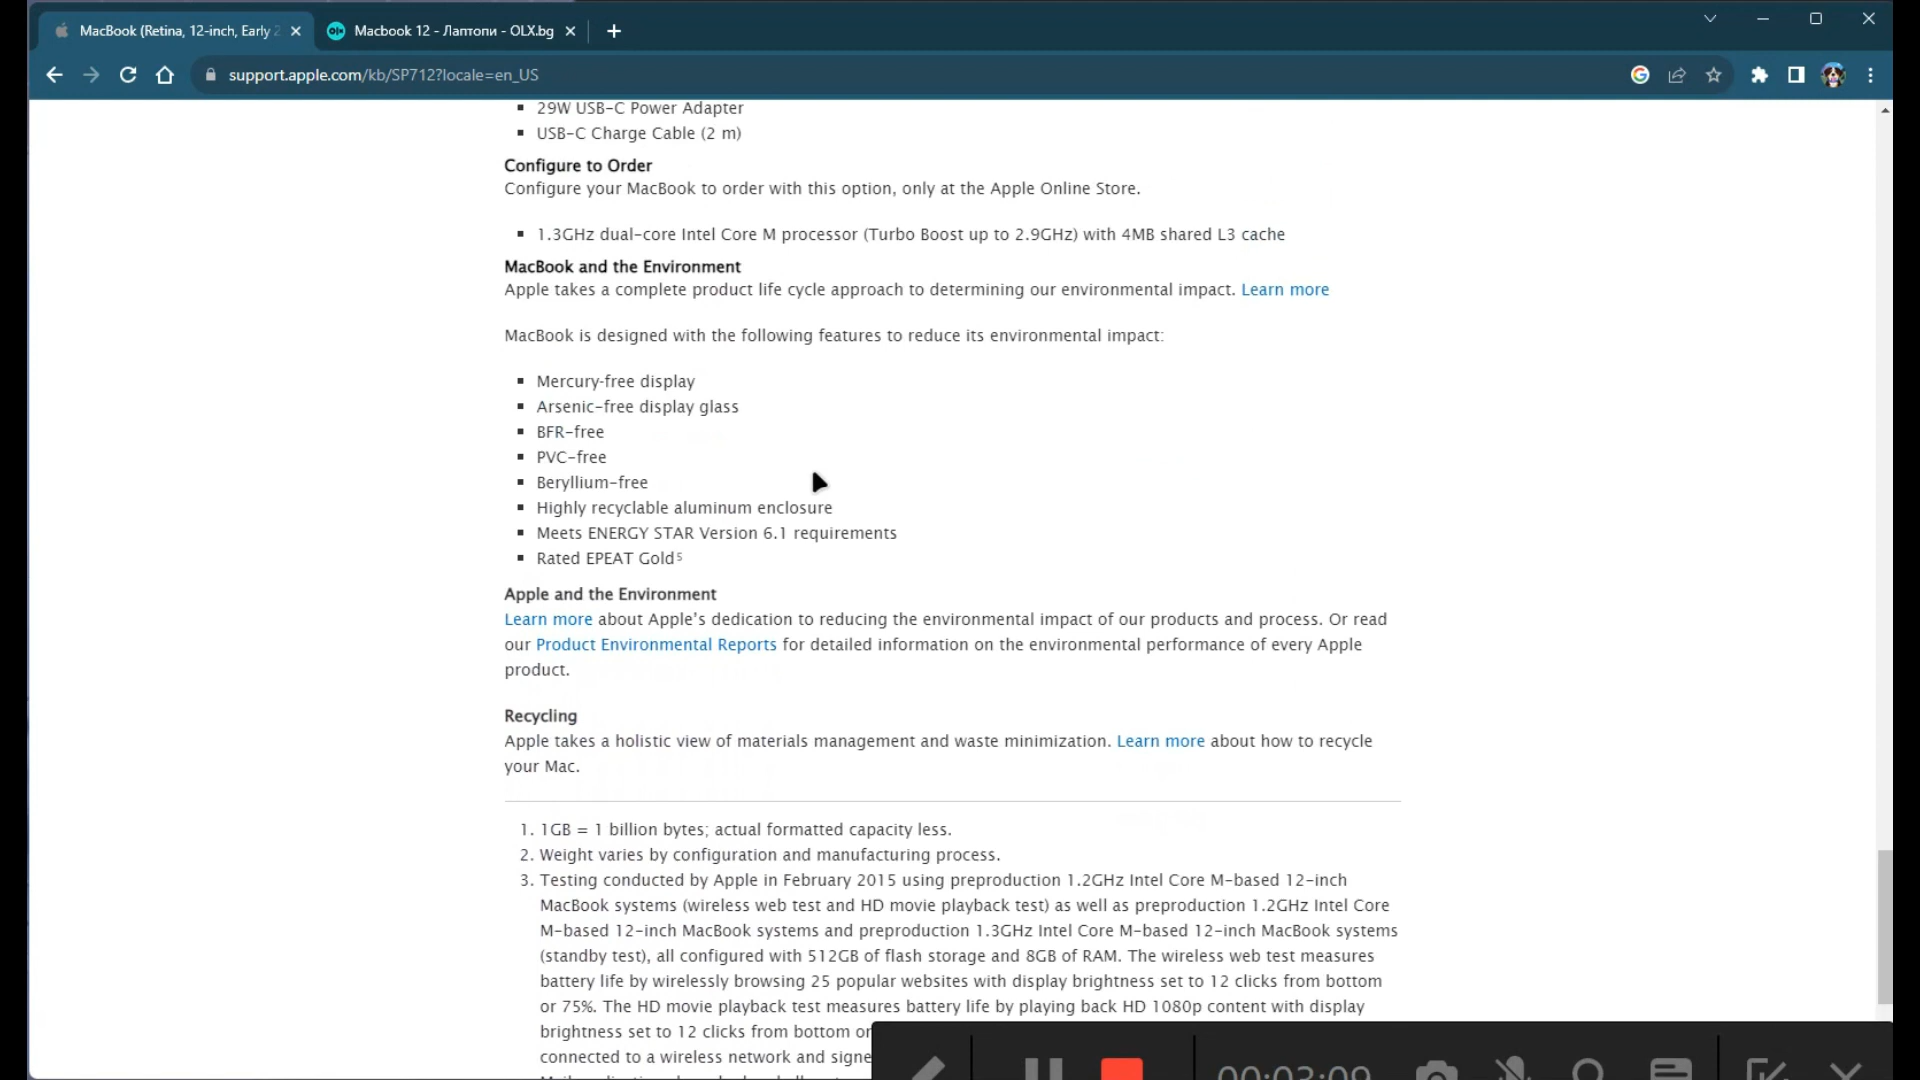 MacBook (Retina, 12-inch, Early 2
Macbook 12 - Лаптопи - OLX.bg
support.apple.com/kb/SP712?locale=en_US
29W USB-C Power Adapter
USB-C Charge Cable (2 m)
Configure to Order
Configure your MacBook to order with this option, only at the Apple Online Store.
1.3GHz dual-core Intel Core M processor (Turbo Boost up to 2.9GHz) with 4MB shared L3 cache
MacBook and the Environment
Apple takes a complete product life cycle approach to determining our environmental impact. Learn more
MacBook is designed with the following features to reduce its environmental impact:
Mercury-free display
Arsenic-free display glass
BFR-free
PVC-free
Beryllium-free
Highly recyclable aluminum enclosure
Meets ENERGY STAR Version 6.1 requirements
Rated EPEAT Gold5
Apple and the Environment
Learn more about Apple's dedication to reducing the environmental impact of our products and process. Or read
our Product Environmental Reports for detailed information on the environmental performance of every Apple
product.
Recycling
Apple takes a holistic view of materials management and waste minimization. Learn more about how to recycle
your Mac.
1. 1GB = 1 billion bytes; actual formatted capacity less.
2. Weight varies by configuration and manufacturing process.
3. Testing conducted by Apple in February 2015 using preproduction 1.2GHz Intel Core M-based 12-inch
MacBook systems (wireless web test and HD movie playback test) as well as preproduction 1.2GHz Intel Core
M-based 12-inch MacBook systems and preproduction 1.3GHz Intel Core M-based 12-inch MacBook systems
(standby test), all configured with 512GB of flash storage and 8GB of RAM. The wireless web test measures
battery life by wirelessly browsing 25 popular websites with display brightness set to 12 clicks from bottom
or 75%. The HD movie playback test measures battery life by playing back HD 1080p content with display
brightness set to 12 clicks from bottom or
connected to a wireless network and signe
00:03:09